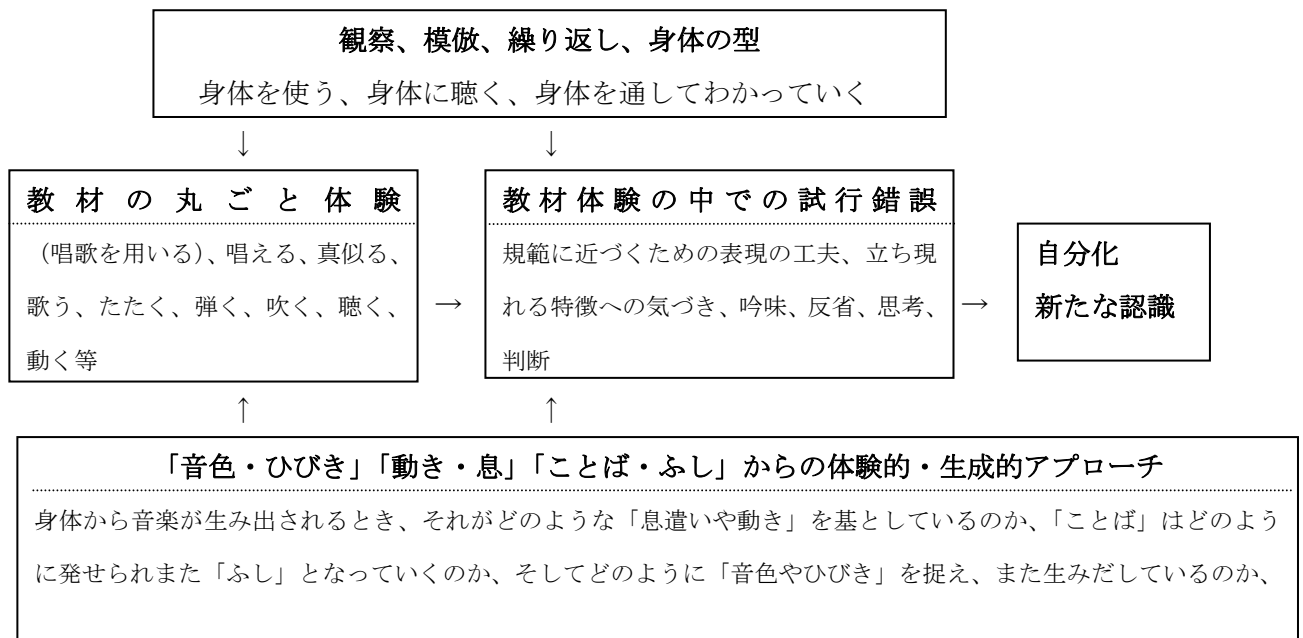 観察、模倣、繰り返し、身体の型
身体を使う、身体に聴く、身体を通してわかっていく
↓ ↓
教材の丸ごと体験
（唱歌を用いる）、唱える、真似る、
歌う、たたく、弾く、吹く、聴く、
動く等
→
教材体験の中での試行錯誤
規範に近づくための表現の工夫、立ち現
れる特徴への気づき、吟味、反省、思考、
判断
→
自分化
新たな認識
↑ ↑
「音色・ひびき」「動き・息」「ことば・ふし」からの体験的・生成的アプローチ
身体から音楽が生み出されるとき、それがどのような「息遣いや動き」を基としているのか、「ことば」はどのよう
に発せられまた「ふし」となっていくのか、そしてどのように「音色やひびき」を捉え、また生みだしているのか、